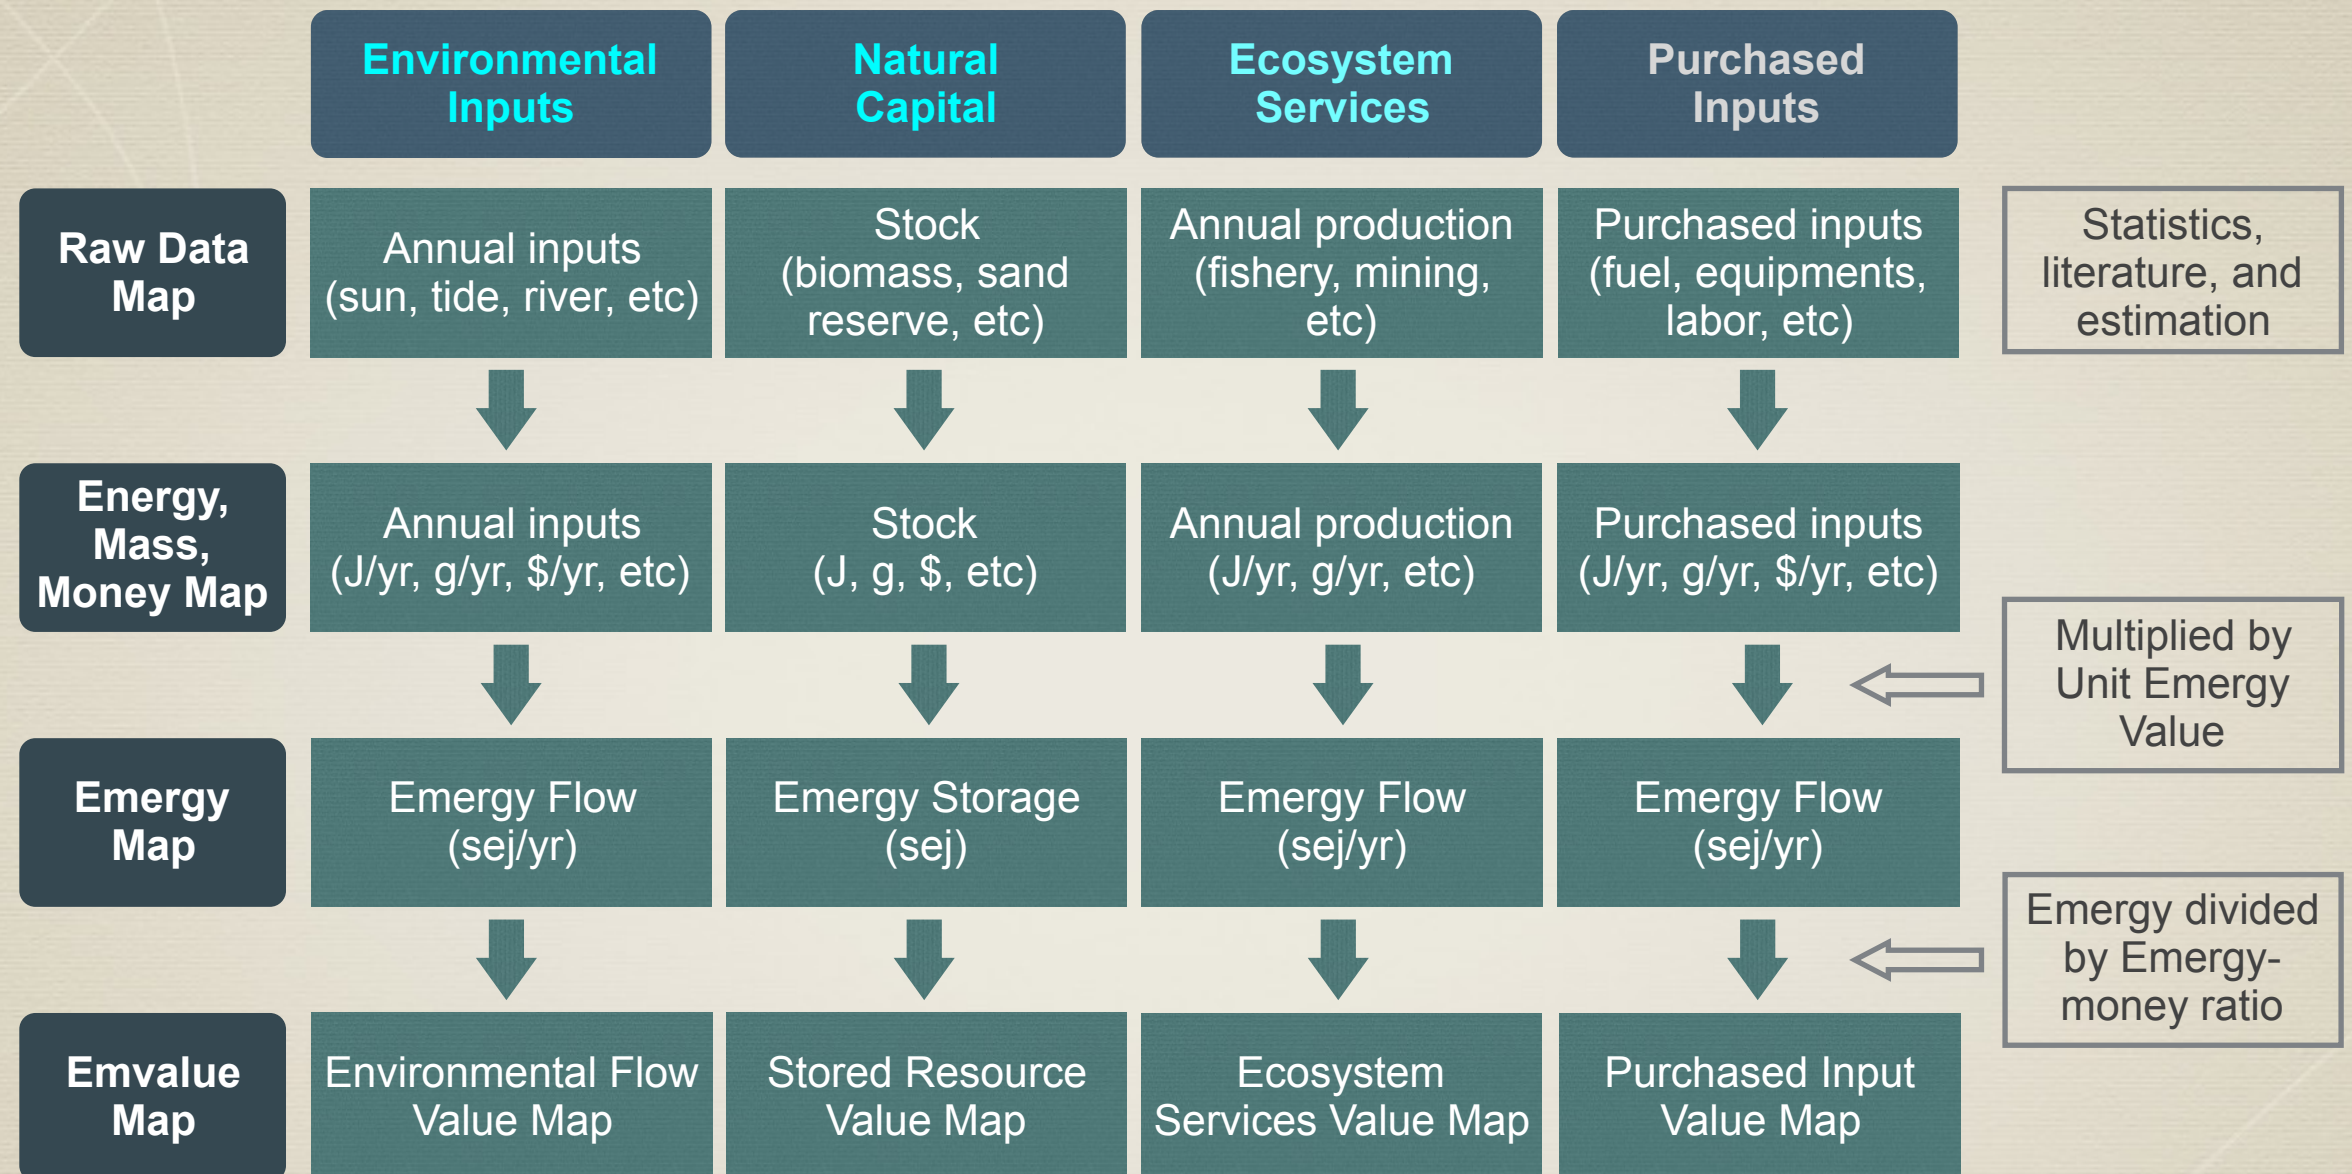 Environmental
Inputs
Natural
Capital
Ecosystem
Services
Purchased
Inputs
Raw Data
Map
Annual inputs
(sun, tide, river, etc)
Stock
(biomass, sand
reserve, etc)
Annual production
(fishery, mining,
etc)
Purchased inputs
(fuel, equipments,
labor, etc)
Statistics,
literature, and
estimation
Energy,
Mass,
Money Map
Annual inputs
(J/yr, g/yr, $/yr, etc)
Stock
(J, g, $, etc)
Annual production
(J/yr, g/yr, etc)
Purchased inputs
(J/yr, g/yr, $/yr, etc)
Multiplied by
Unit Emergy
Value
Emergy
Map
Emergy Flow
(sej/yr)
Emergy Storage
(sej)
Emergy Flow
(sej/yr)
Emergy Flow
(sej/yr)
Emergy divided
by Emergy-
money ratio
Emvalue
Map
Environmental Flow
Value Map
Stored Resource
Value Map
Ecosystem
Services Value Map
Purchased Input
Value Map